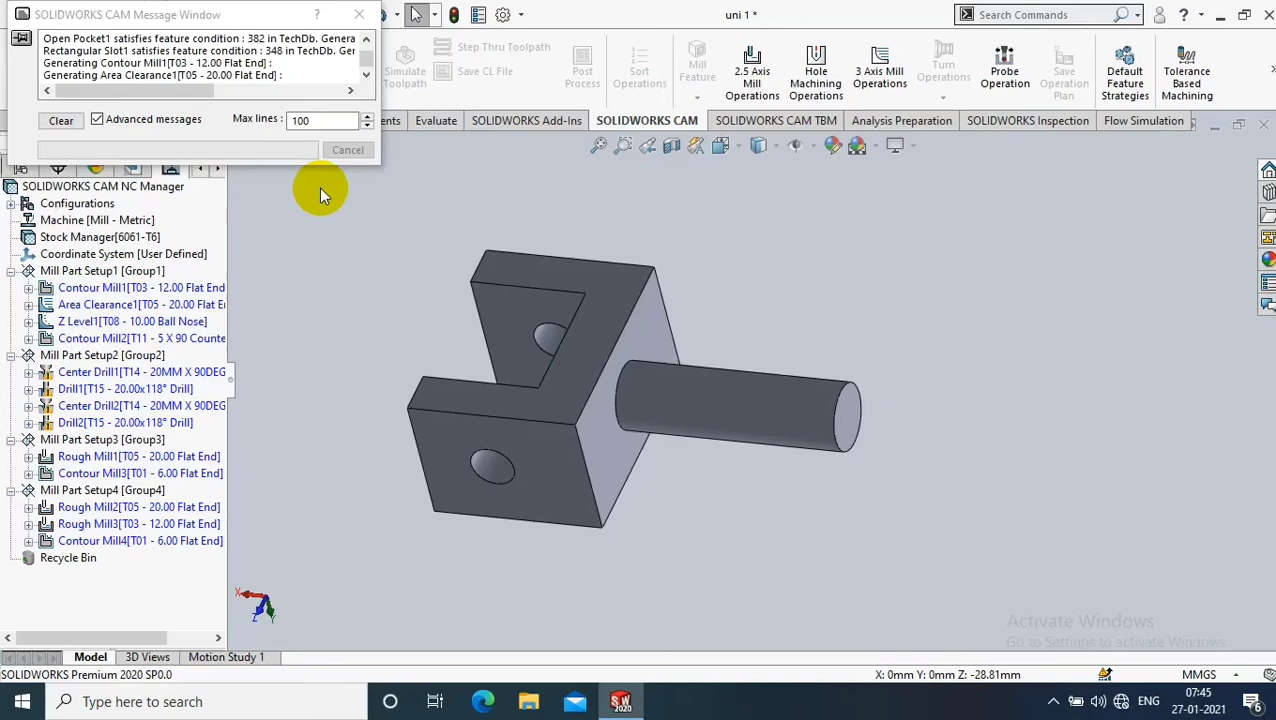 SOLIDWORKS CAM Message Window
?
Open Pocket1 satisfies feature condition : 382 in TechDb. Genera
Rectangular Slot1 satisfies feature condition : 348 in TechDb. Ger
Generating Contour Mill1[T03 - 12.00 Flat End] :
Generating Area Clearance1[T05 - 20.00 Flat End] :
Clear
Advanced messages
Max lines : 100
Cancel
uni 1 *
Search Commands
?
Simulate Toolpath
Step Thru Toolpath
Save CL File
Post Process
Sort Operations
Mill Feature
2.5 Axis Mill Operations
Hole Machining Operations
3 Axis Mill Operations
Turn Operations
Probe Operation
Save Operation Plan
Default Feature Strategies
Tolerance Based Machining
ents
Evaluate
SOLIDWORKS Add-Ins
SOLIDWORKS CAM
SOLIDWORKS CAM TBM
Analysis Preparation
SOLIDWORKS Inspection
Flow Simulation
SOLIDWORKS CAM NC Manager
Configurations
Machine [Mill - Metric]
Stock Manager[6061-T6]
Coordinate System [User Defined]
Mill Part Setup1 [Group1]
Contour Mill1[T03 - 12.00 Flat End
Area Clearance1[T05 - 20.00 Flat Er
Z Level1[T08 - 10.00 Ball Nose]
Contour Mill2[T11 - 5 X 90 Counte
Mill Part Setup2 [Group2]
Center Drill1[T14 - 20MM X 90DEG
Drill1[T15 - 20.00x118° Drill]
Center Drill2[T14 - 20MM X 90DEG
Drill2[T15 - 20.00x118° Drill]
Mill Part Setup3 [Group3]
Rough Mill1[T05 - 20.00 Flat End]
Contour Mill3[T01 - 6.00 Flat End]
Mill Part Setup4 [Group4]
Rough Mill2[T05 - 20.00 Flat End]
Rough Mill3[T03 - 12.00 Flat End]
Contour Mill4[T01 - 6.00 Flat End]
Recycle Bin
X
Z
Y
Activate Windows
Go to Settings to activate Windows.
Model
3D Views
Motion Study 1
SOLIDWORKS Premium 2020 SP0.0
X: 0mm Y: 0mm Z: -28.81mm
MMGS
Type here to search
SW
2020
ENG
07:45
27-01-2021
6